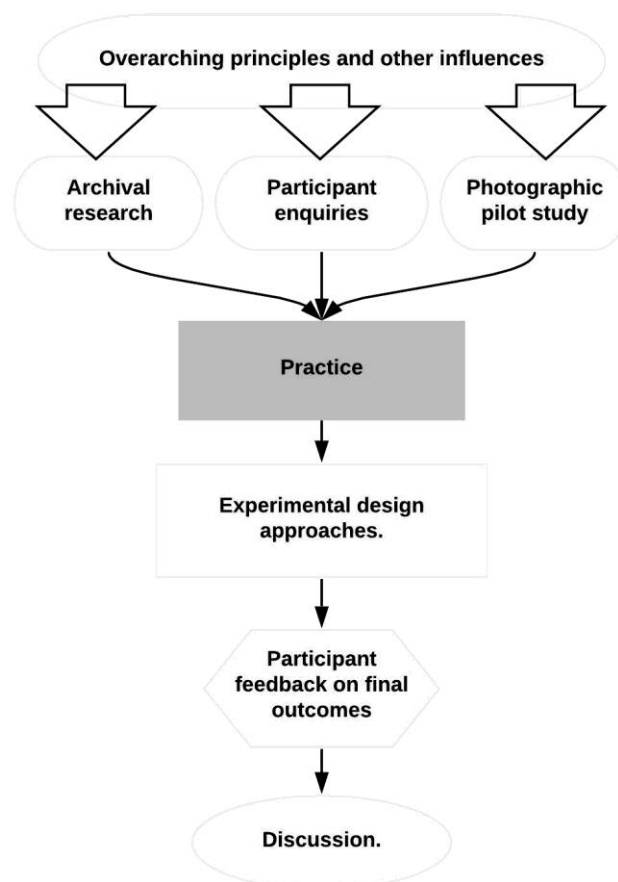 Overarching principles and other influences
Archival
research
Participant
enquiries
Photographic
pilot study
Practice
Experimental design
approaches.
Participant
feedback on final
outcomes
Discussion.